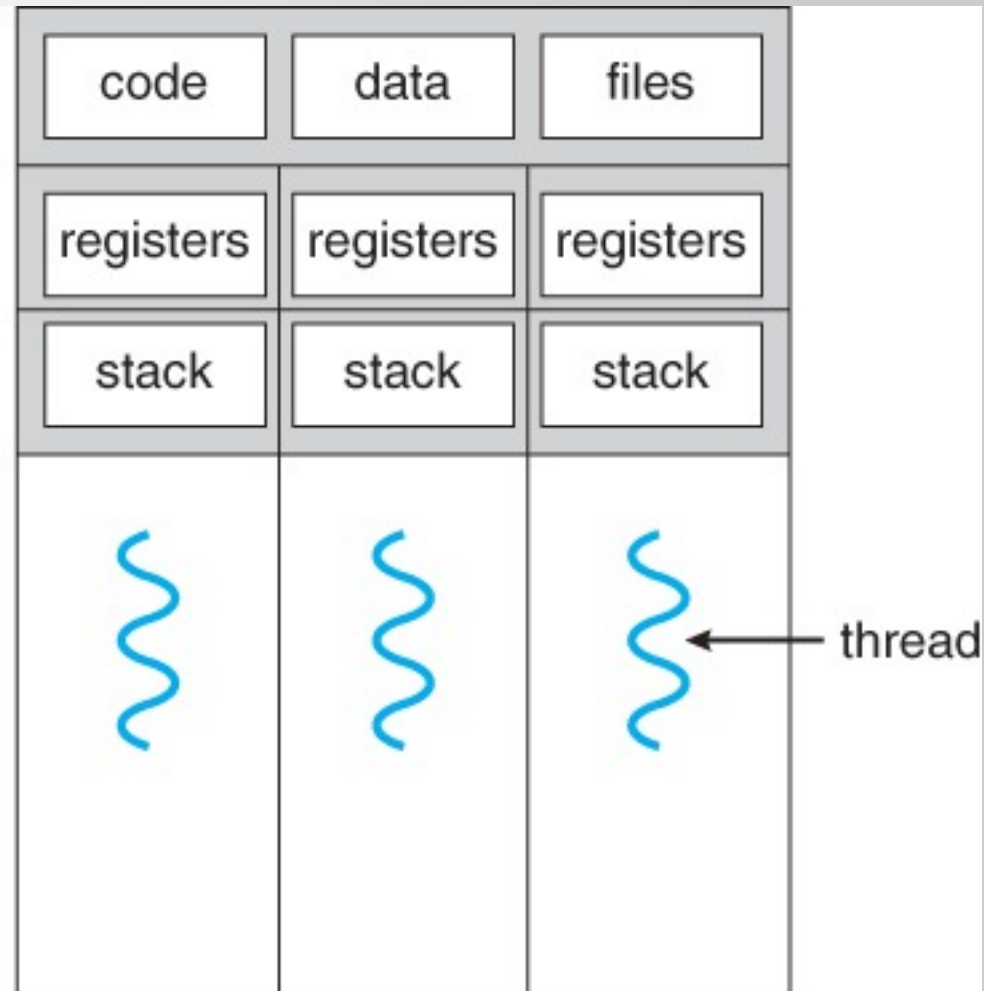 code data files
registers registers registers
stack stack stack
thread